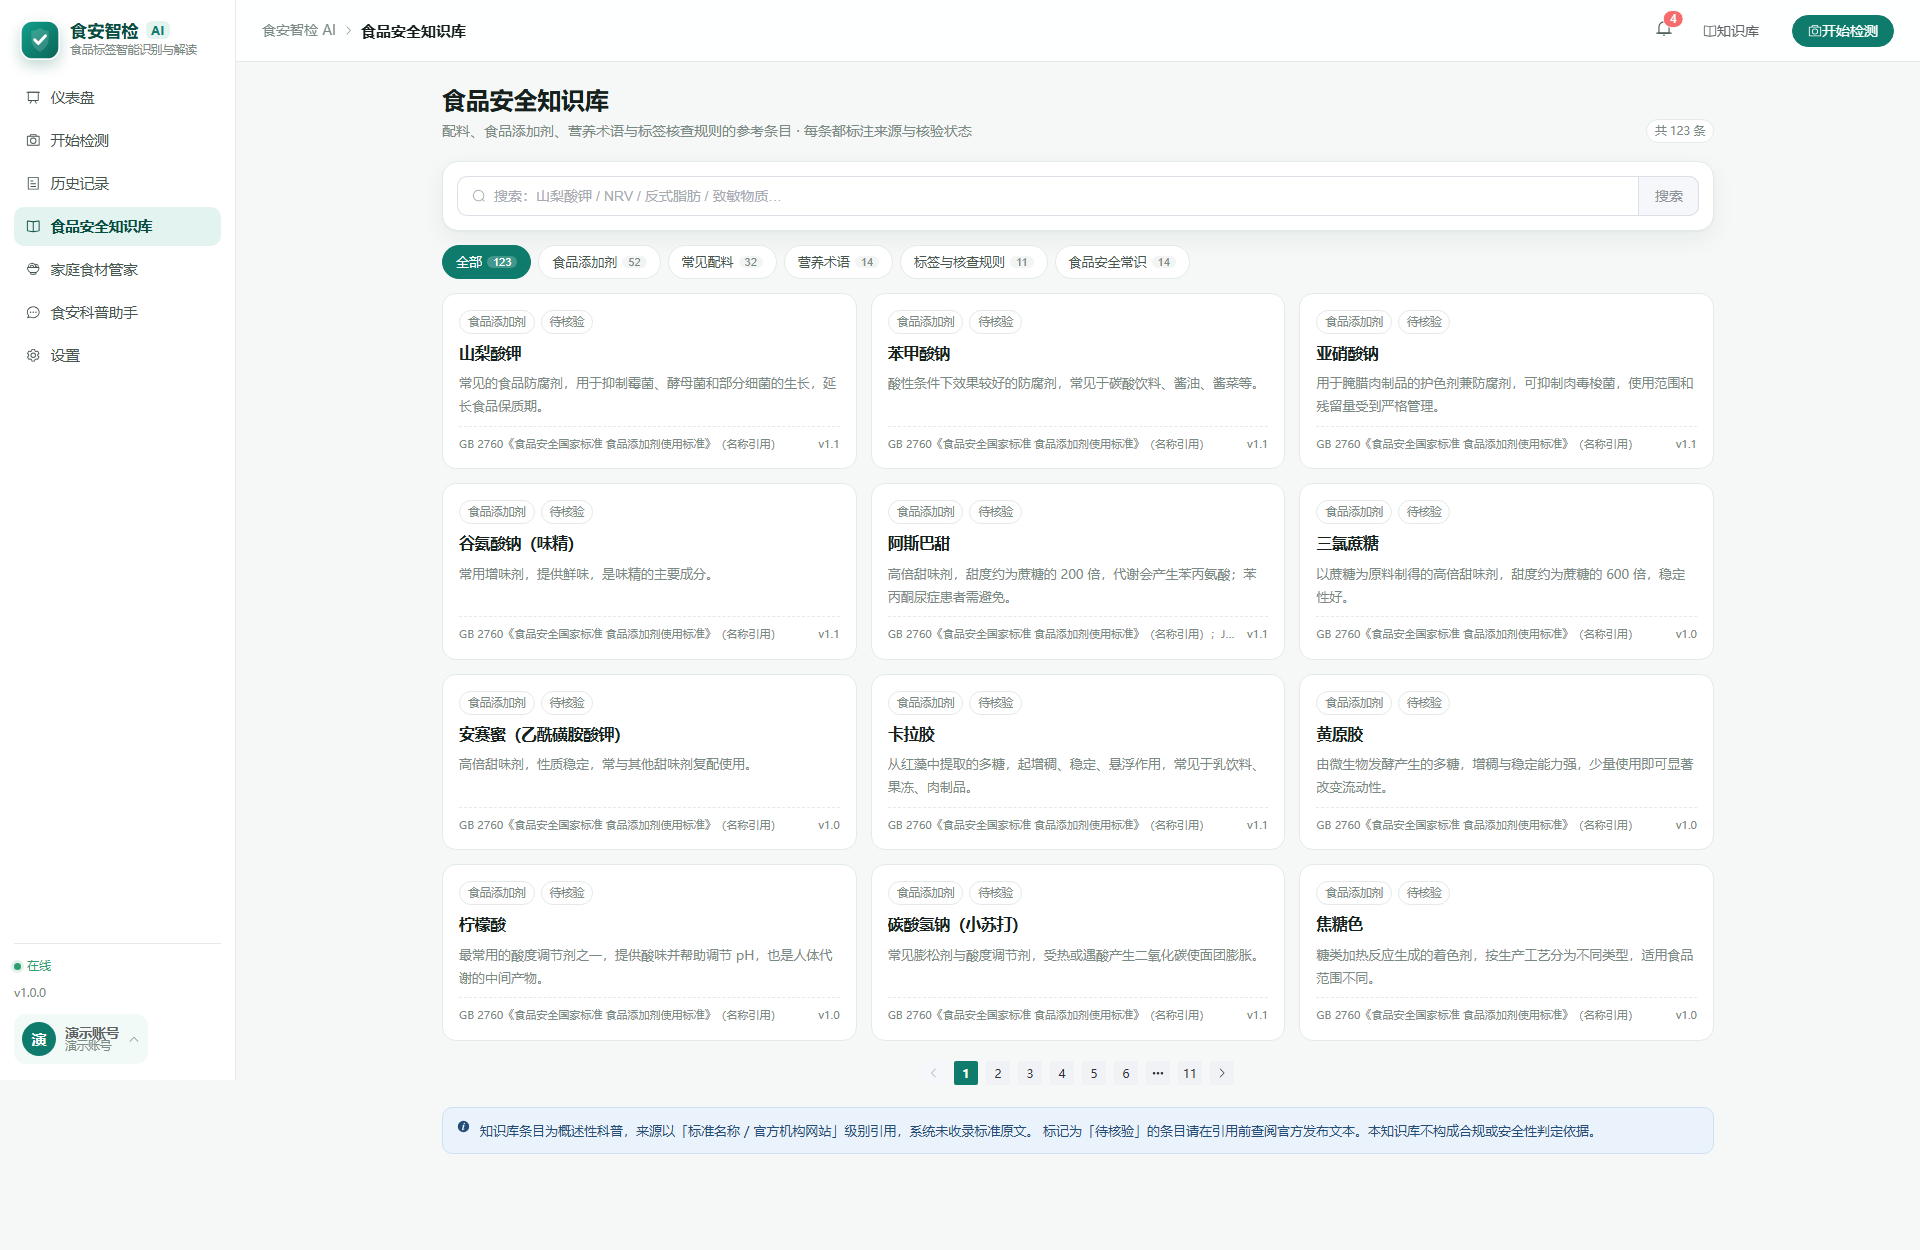 食安智检 AI
食品标签智能识别与解读
仪表盘
开始检测
历史记录
食品安全知识库
家庭食材管家
食安科普助手
设置
在线
v1.0.0
演
演示账号
演示账号
食安智检 AI > 食品安全知识库
4
知识库
开始检测
食品安全知识库
配料、食品添加剂、营养术语与标签核查规则的参考条目 · 每条都标注来源与核验状态
共 123 条
搜索：山梨酸钾 / NRV / 反式脂肪 / 致敏物质...
搜索
全部 123
食品添加剂 52
常见配料 32
营养术语 14
标签与核查规则 11
食品安全常识 14
食品添加剂 待核验
山梨酸钾
常见的食品防腐剂，用于抑制霉菌、酵母菌和部分细菌的生长，延
长食品保质期。
GB 2760《食品安全国家标准 食品添加剂使用标准》（名称引用） v1.1
食品添加剂 待核验
苯甲酸钠
酸性条件下效果较好的防腐剂，常见于碳酸饮料、酱油、酱菜等。
GB 2760《食品安全国家标准 食品添加剂使用标准》（名称引用） v1.1
食品添加剂 待核验
亚硝酸钠
用于腌腊肉制品的护色剂兼防腐剂，可抑制肉毒梭菌，使用范围和
残留量受到严格管理。
GB 2760《食品安全国家标准 食品添加剂使用标准》（名称引用） v1.1
食品添加剂 待核验
谷氨酸钠（味精）
常用增味剂，提供鲜味，是味精的主要成分。
GB 2760《食品安全国家标准 食品添加剂使用标准》（名称引用） v1.1
食品添加剂 待核验
阿斯巴甜
高倍甜味剂，甜度约为蔗糖的 200 倍，代谢会产生苯丙氨酸；苯
丙酮尿症患者需避免。
GB 2760《食品安全国家标准 食品添加剂使用标准》（名称引用）；J... v1.1
食品添加剂 待核验
三氯蔗糖
以蔗糖为原料制得的高倍甜味剂，甜度约为蔗糖的 600 倍，稳定
性好。
GB 2760《食品安全国家标准 食品添加剂使用标准》（名称引用） v1.0
食品添加剂 待核验
安赛蜜（乙酰磺胺酸钾）
高倍甜味剂，性质稳定，常与其他甜味剂复配使用。
GB 2760《食品安全国家标准 食品添加剂使用标准》（名称引用） v1.0
食品添加剂 待核验
卡拉胶
从红藻中提取的多糖，起增稠、稳定、悬浮作用，常见于乳饮料、
果冻、肉制品。
GB 2760《食品安全国家标准 食品添加剂使用标准》（名称引用） v1.1
食品添加剂 待核验
黄原胶
由微生物发酵产生的多糖，增稠与稳定能力强，少量使用即可显著
改变流动性。
GB 2760《食品安全国家标准 食品添加剂使用标准》（名称引用） v1.0
食品添加剂 待核验
柠檬酸
最常用的酸度调节剂之一，提供酸味并帮助调节 pH，也是人体代
谢的中间产物。
GB 2760《食品安全国家标准 食品添加剂使用标准》（名称引用） v1.0
食品添加剂 待核验
碳酸氢钠（小苏打）
常见膨松剂与酸度调节剂，受热或遇酸产生二氧化碳使面团膨胀。
GB 2760《食品安全国家标准 食品添加剂使用标准》（名称引用） v1.1
食品添加剂 待核验
焦糖色
糖类加热反应生成的着色剂，按生产工艺分为不同类型，适用食品
范围不同。
GB 2760《食品安全国家标准 食品添加剂使用标准》（名称引用） v1.0
1 2 3 4 5 6 ••• 11
知识库条目为概述性科普，来源以「标准名称 / 官方机构网站」级别引用，系统未收录标准原文。 标记为「待核验」的条目请在引用前查阅官方发布文本。本知识库不构成合规或安全性判定依据。